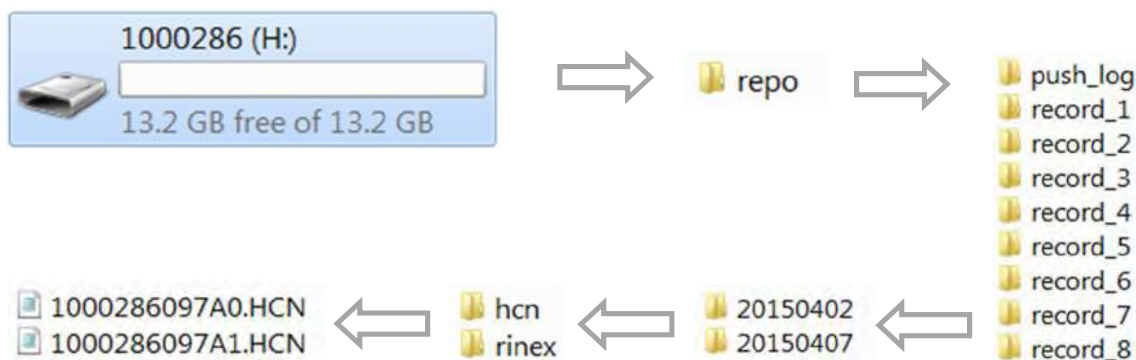 1000286 (H:)
13.2 GB free of 13.2 GB
repo
push_log
record_1
record_2
record_3
record_4
record_5
record_6
record_7
record_8
20150402
20150407
hcn
rinex
1000286097A0.HCN
1000286097A1.HCN